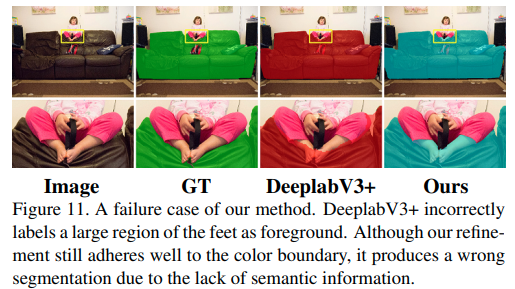 Image GT DeeplabV3+ Ours
Figure 11. A failure case of our method. DeeplabV3+ incorrectly
labels a large region of the feet as foreground. Although our refine-
ment still adheres well to the color boundary, it produces a wrong
segmentation due to the lack of semantic information.